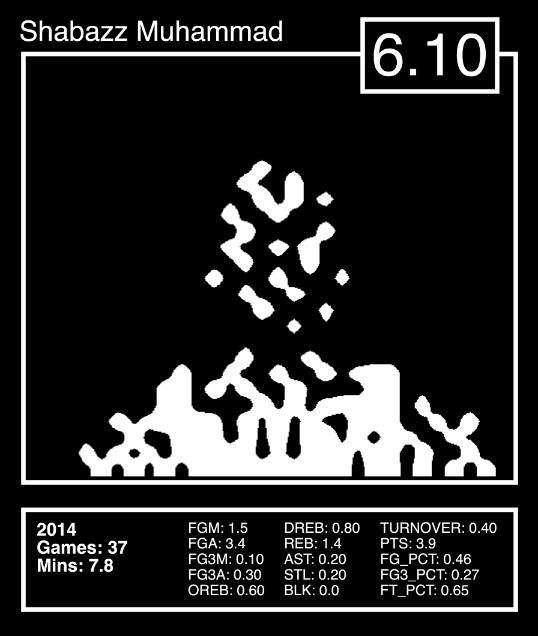 Shabazz Muhammad
6.10
2014
Games: 37
Mins: 7.8
FGM: 1.5
FGA: 3.4
FG3M: 0.10
FG3A: 0.30
OREB: 0.60
DREB: 0.80
REB: 1.4
AST: 0.20
STL: 0.20
BLK: 0.0
TURNOVER: 0.40
PTS: 3.9
FG_PCT: 0.46
FG3_PCT: 0.27
FT_PCT: 0.65